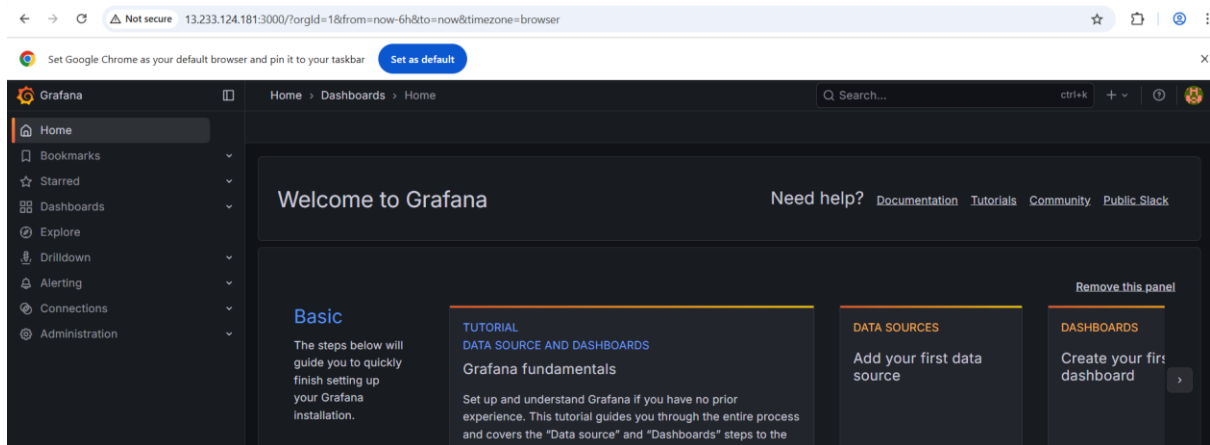 Not secure 13.233.124.181:3000/?orgId=1&from=now-6h&to=now&timezone=browser
Set Google Chrome as your default browser and pin it to your taskbar Set as default
Grafana
Home › Dashboards › Home
Search... ctrl+k
Home
Bookmarks
Starred
Dashboards
Explore
Drilldown
Alerting
Connections
Administration
Welcome to Grafana
Need help? Documentation Tutorials Community Public Slack
Remove this panel
Basic
The steps below will
guide you to quickly
finish setting up
your Grafana
installation.
TUTORIAL
DATA SOURCE AND DASHBOARDS
Grafana fundamentals
Set up and understand Grafana if you have no prior
experience. This tutorial guides you through the entire process
and covers the “Data source” and “Dashboards” steps to the
DATA SOURCES
Add your first data
source
DASHBOARDS
Create your firs
dashboard